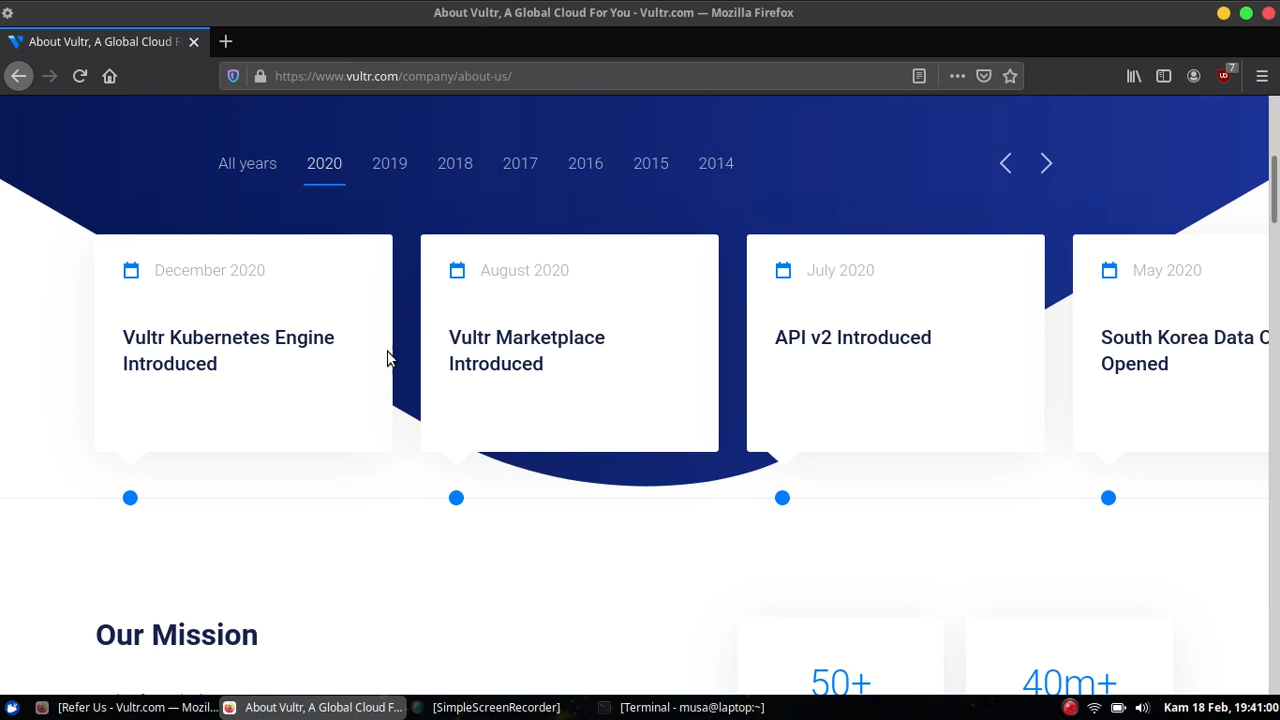 About Vultr, A Global Cloud For You - Vultr.com — Mozilla Firefox
About Vultr, A Global Cloud F
https://www.vultr.com/company/about-us/
7
All years 2020 2019 2018 2017 2016 2015 2014
December 2020
Vultr Kubernetes Engine
Introduced
August 2020
Vultr Marketplace
Introduced
July 2020
API v2 Introduced
May 2020
South Korea Data C
Opened
Our Mission
50+
40m+
[Refer Us - Vultr.com — Mozil...
About Vultr, A Global Cloud F...
[SimpleScreenRecorder]
[Terminal - musa@laptop:~]
Kam 18 Feb, 19:41:00